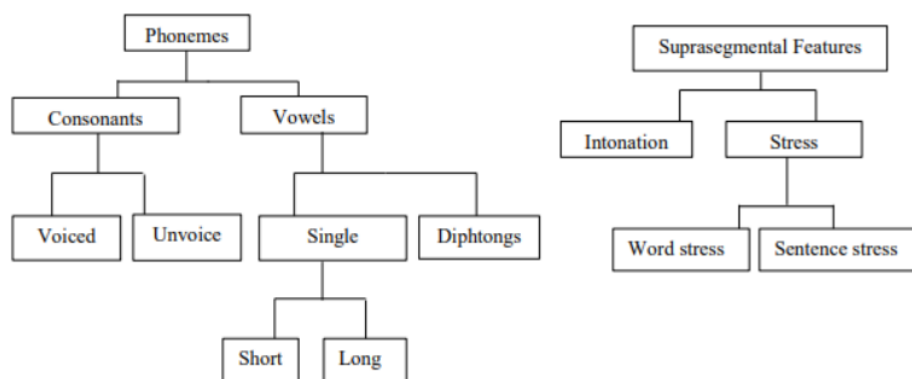 Phonemes
Consonants
Vowels
Voiced
Unvoice
Single
Diphtongs
Short
Long
Suprasegmental Features
Intonation
Stress
Word stress
Sentence stress